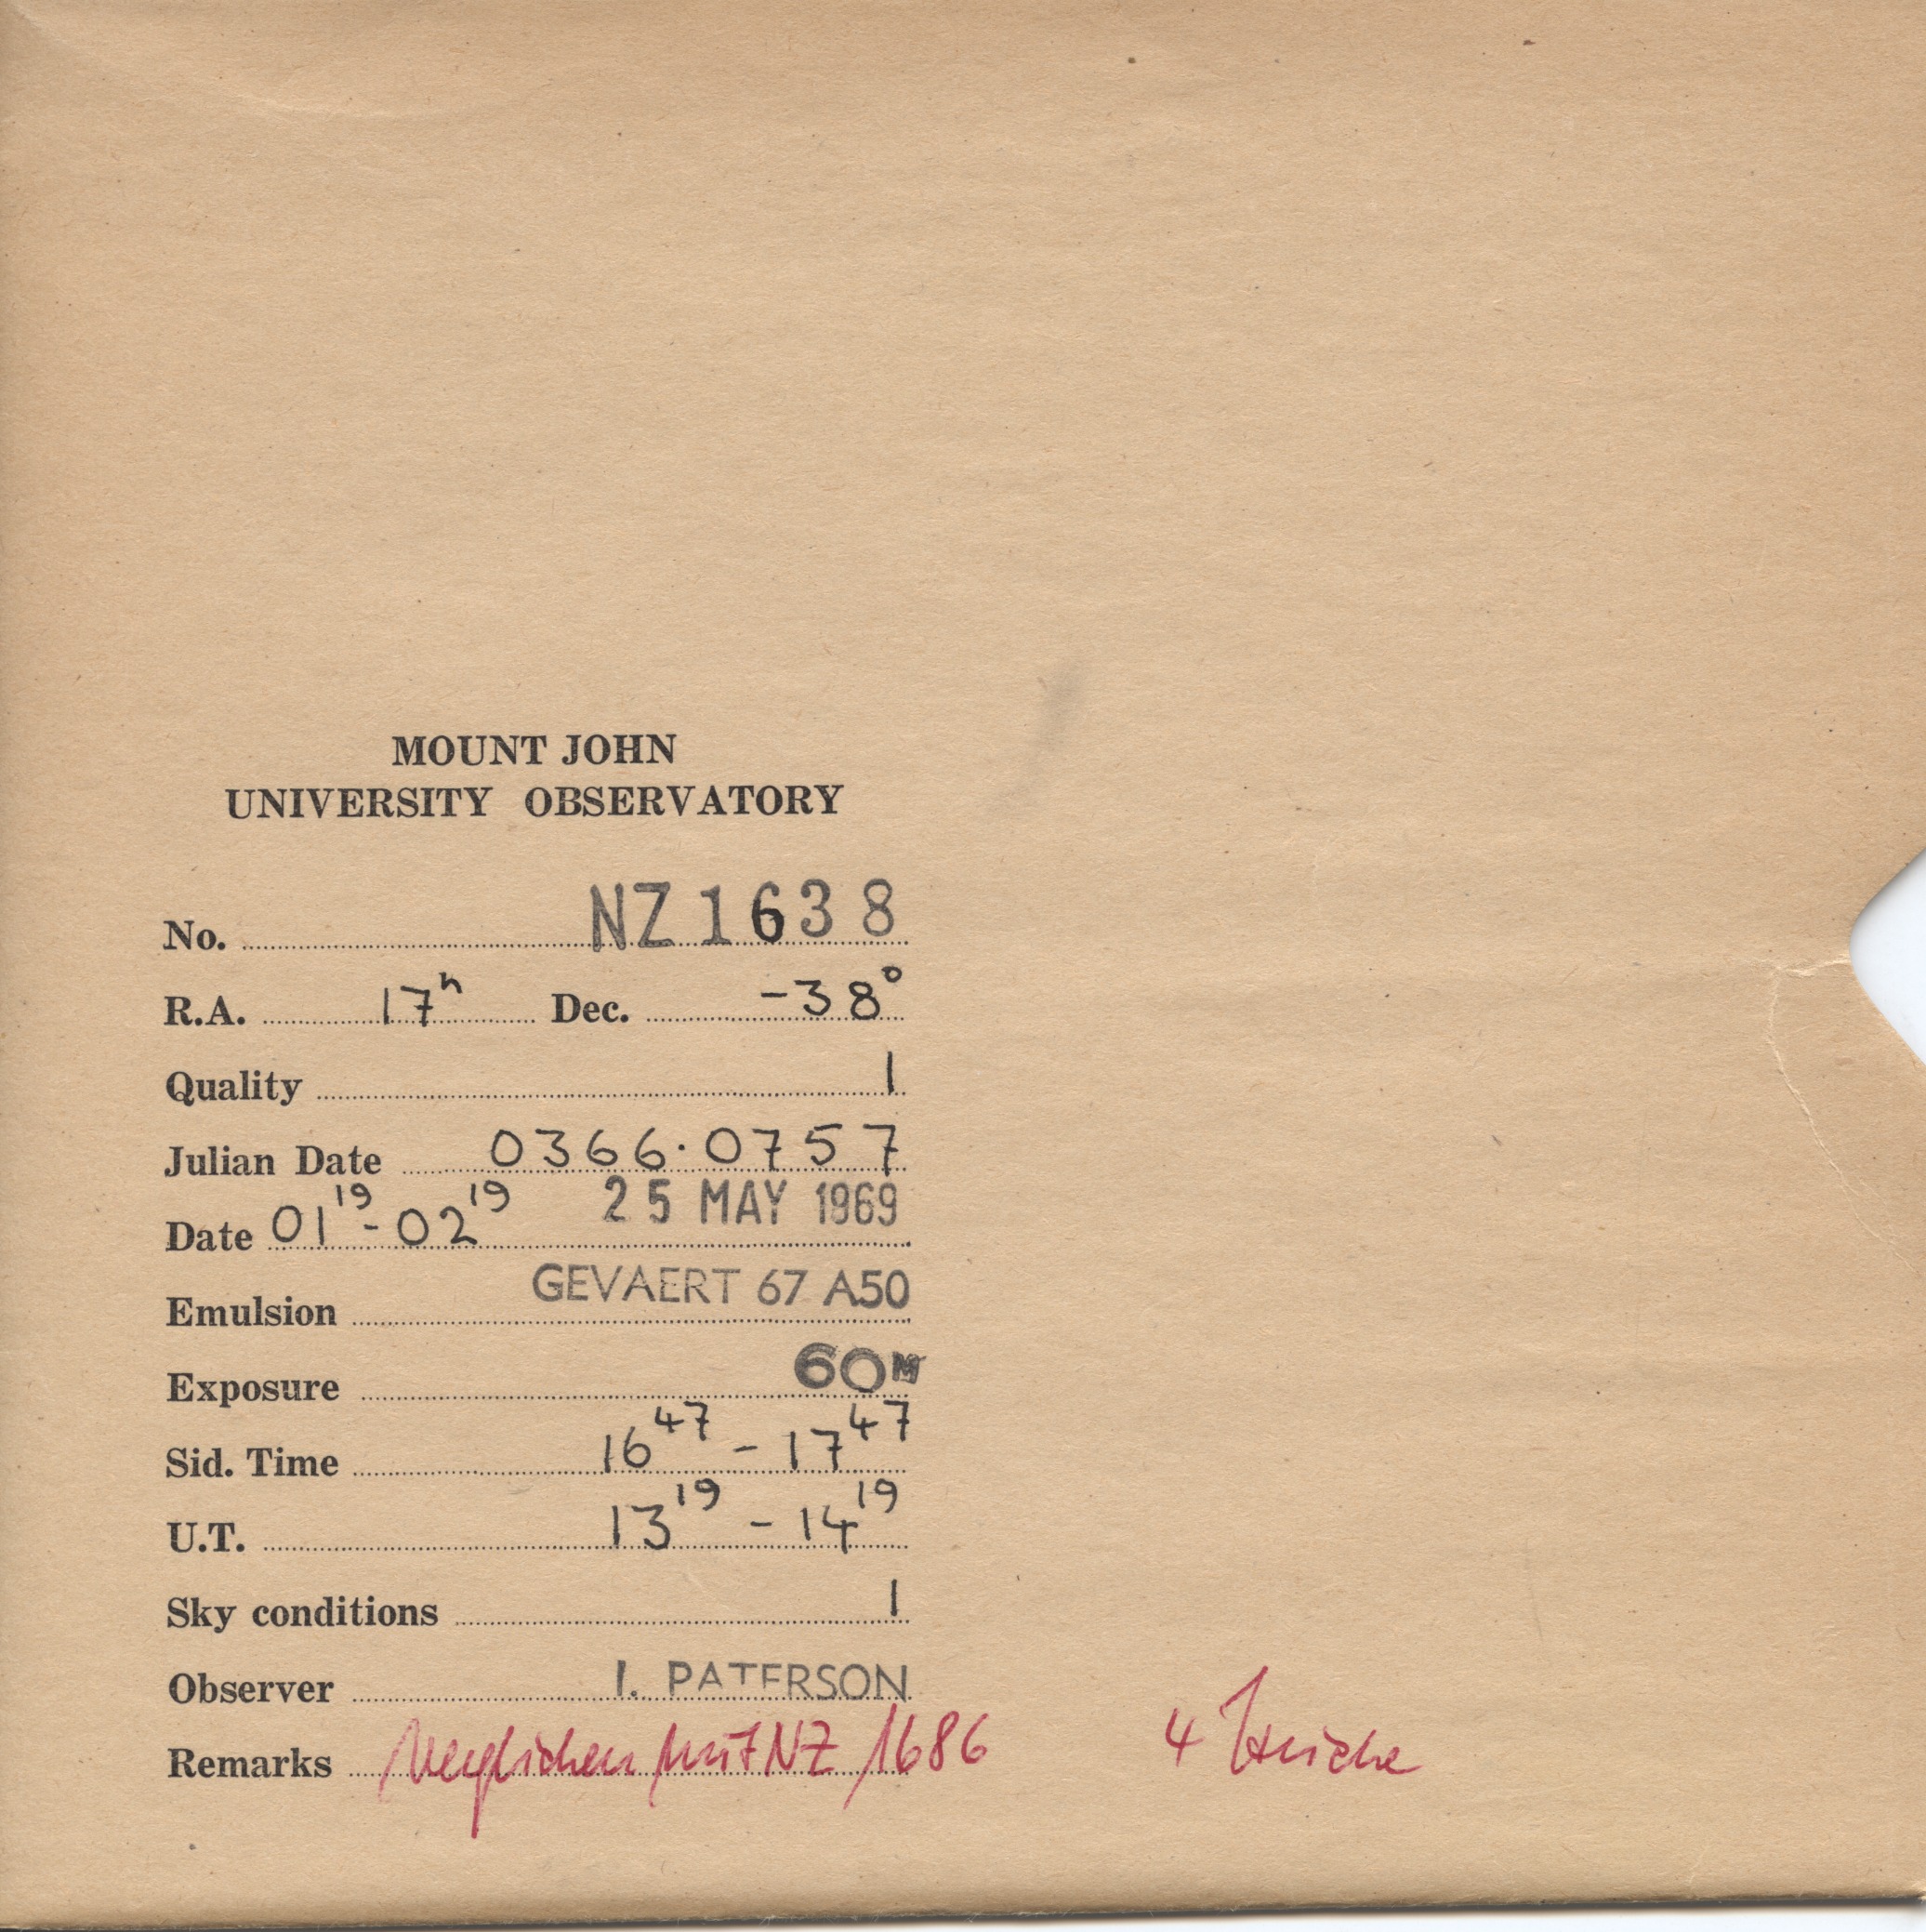 MOUNT JOHN
UNIVERSITY OBSERVATORY
No. NZ1638
R.A. 17ʰ Dec. -38°
Quality 1
Julian Date 0366.0757
Date 01¹⁹-02¹⁹ 25 MAY 1969
Emulsion GEVAERT 67 A50
Exposure 60M
Sid. Time 16⁴⁷-17⁴⁷
U.T. 13¹⁹-14¹⁹
Sky conditions 1
Observer I. PATERSON
Remarks Verglichen mit NZ 1686 4 Striche